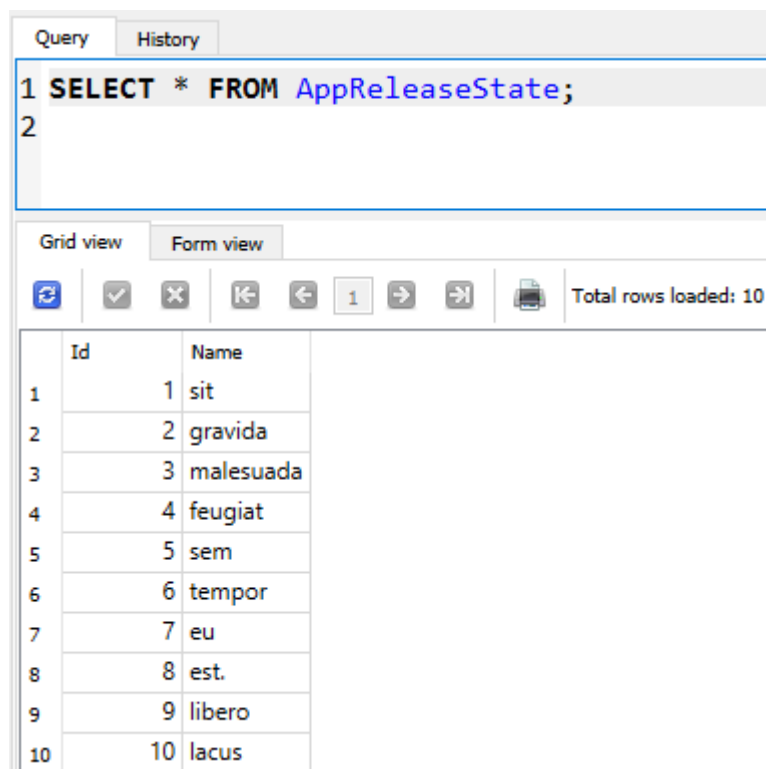 Query History
1 SELECT * FROM AppReleaseState;
2
Grid view Form view
1 Total rows loaded: 10
Id Name
1 1 sit
2 2 gravida
3 3 malesuada
4 4 feugiat
5 5 sem
6 6 tempor
7 7 eu
8 8 est.
9 9 libero
10 10 lacus